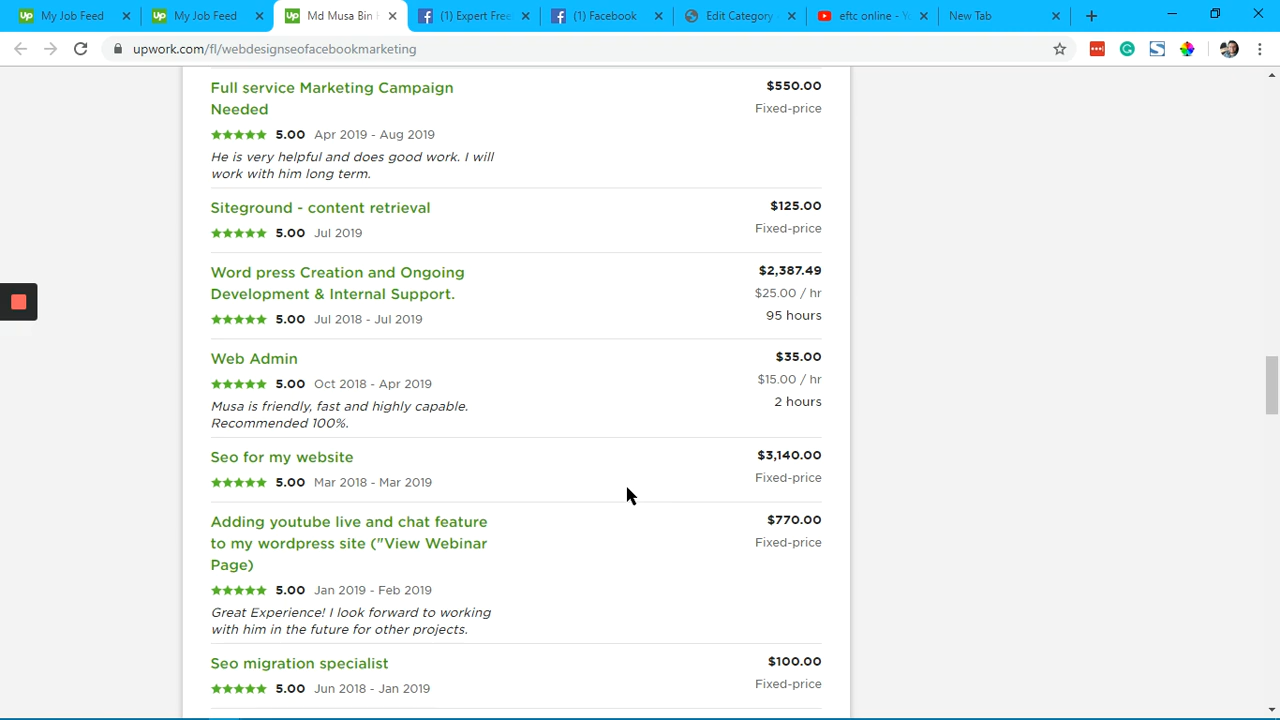 My Job Feed
My Job Feed
Md Musa Bin
(1) Expert Free
(1) Facebook
Edit Category
eftc online - Y
New Tab
upwork.com/fl/webdesignseofacebookmarketing
Full service Marketing Campaign
Needed
$550.00
Fixed-price
5.00 Apr 2019 - Aug 2019
He is very helpful and does good work. I will
work with him long term.
Siteground - content retrieval
$125.00
Fixed-price
5.00 Jul 2019
Word press Creation and Ongoing
Development & Internal Support.
$2,387.49
$25.00 / hr
95 hours
5.00 Jul 2018 - Jul 2019
Web Admin
$35.00
$15.00 / hr
2 hours
5.00 Oct 2018 - Apr 2019
Musa is friendly, fast and highly capable.
Recommended 100%.
Seo for my website
$3,140.00
Fixed-price
5.00 Mar 2018 - Mar 2019
Adding youtube live and chat feature
to my wordpress site ("View Webinar
Page)
$770.00
Fixed-price
5.00 Jan 2019 - Feb 2019
Great Experience! I look forward to working
with him in the future for other projects.
Seo migration specialist
$100.00
Fixed-price
5.00 Jun 2018 - Jan 2019